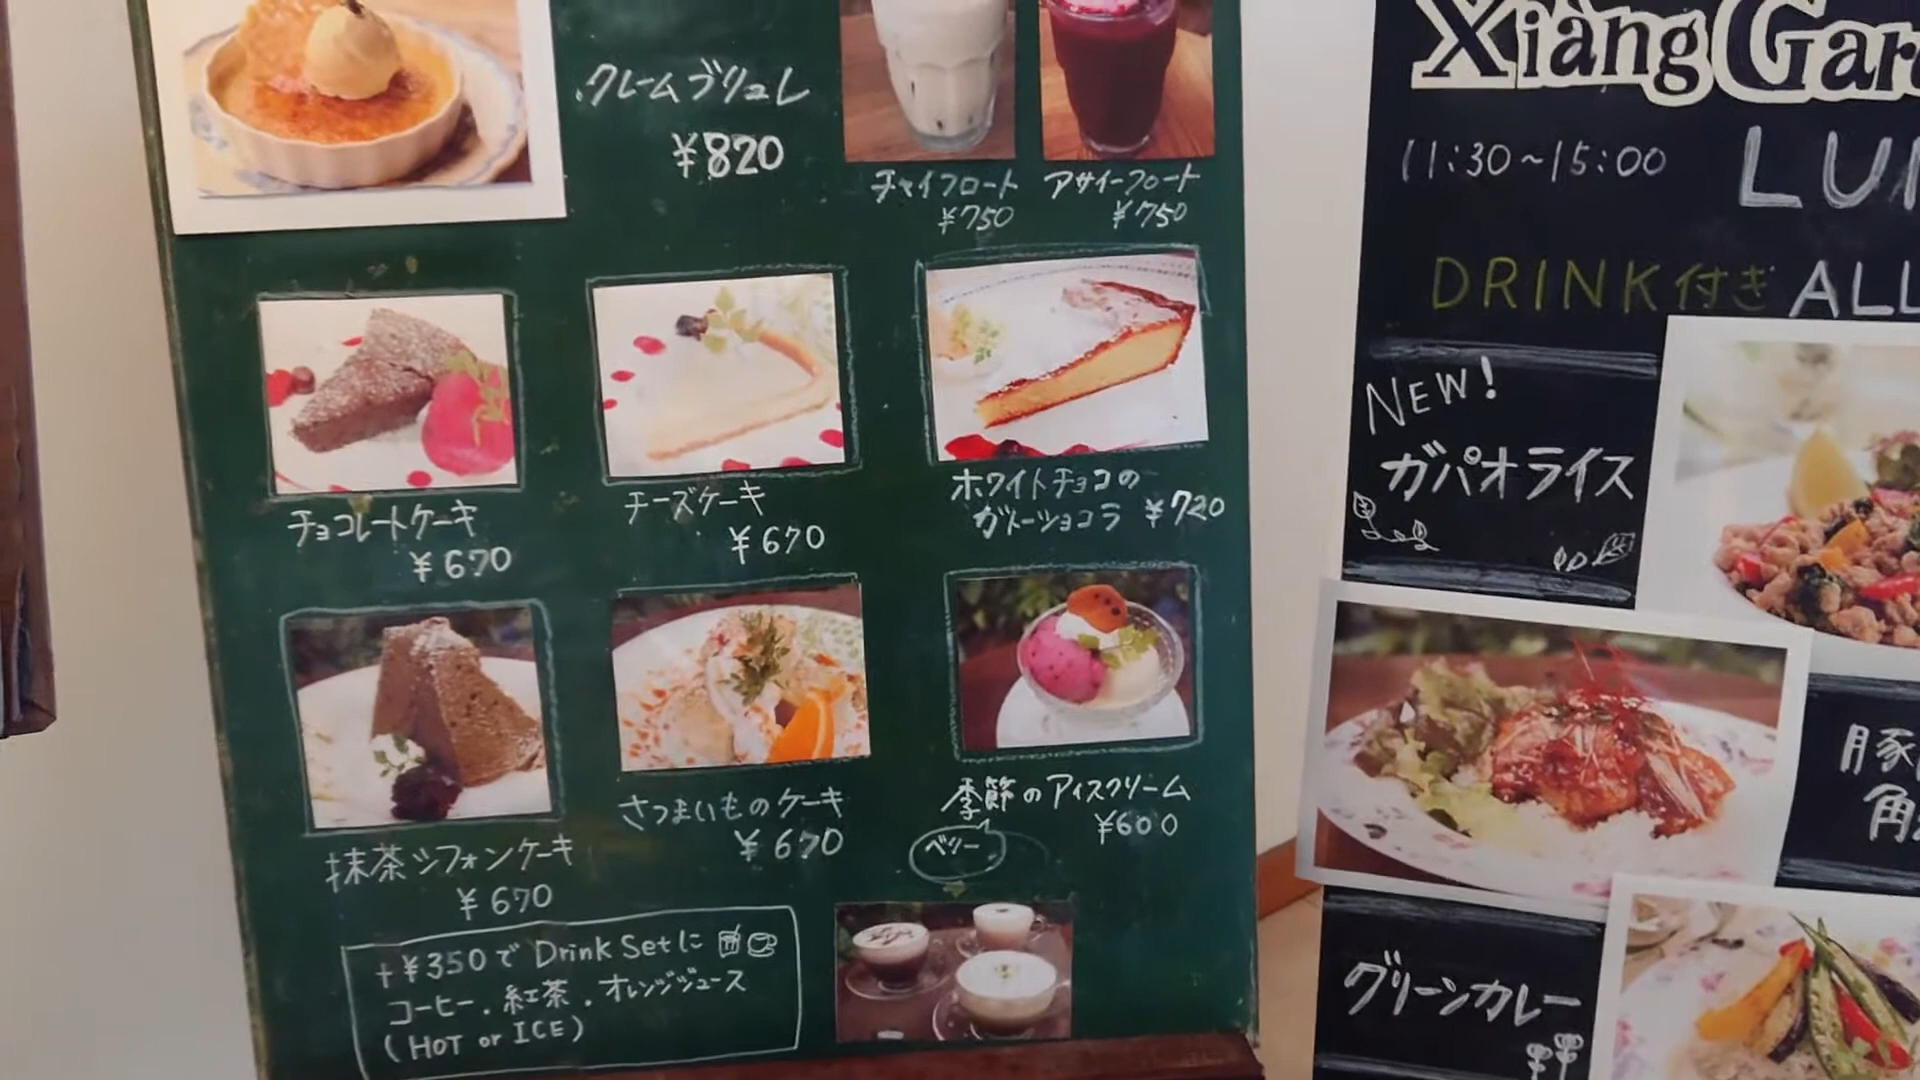 クレームブリュレ
¥820
チャイフロート
¥750
アサイーフロート
¥750
チョコレートケーキ
¥670
チーズケーキ
¥670
ホワイトチョコの
ガトーショコラ ¥720
抹茶シフォンケーキ
¥670
さつまいものケーキ
¥670
季節のアイスクリーム
¥600
ベリー
+¥350で Drink Setに
コーヒー・紅茶・オレンジジュース
(HOT or ICE)
Xiàng Gar
11:30~15:00
LU
DRINK付き ALL
NEW!
ガパオライス
豚
角
グリーンカレー